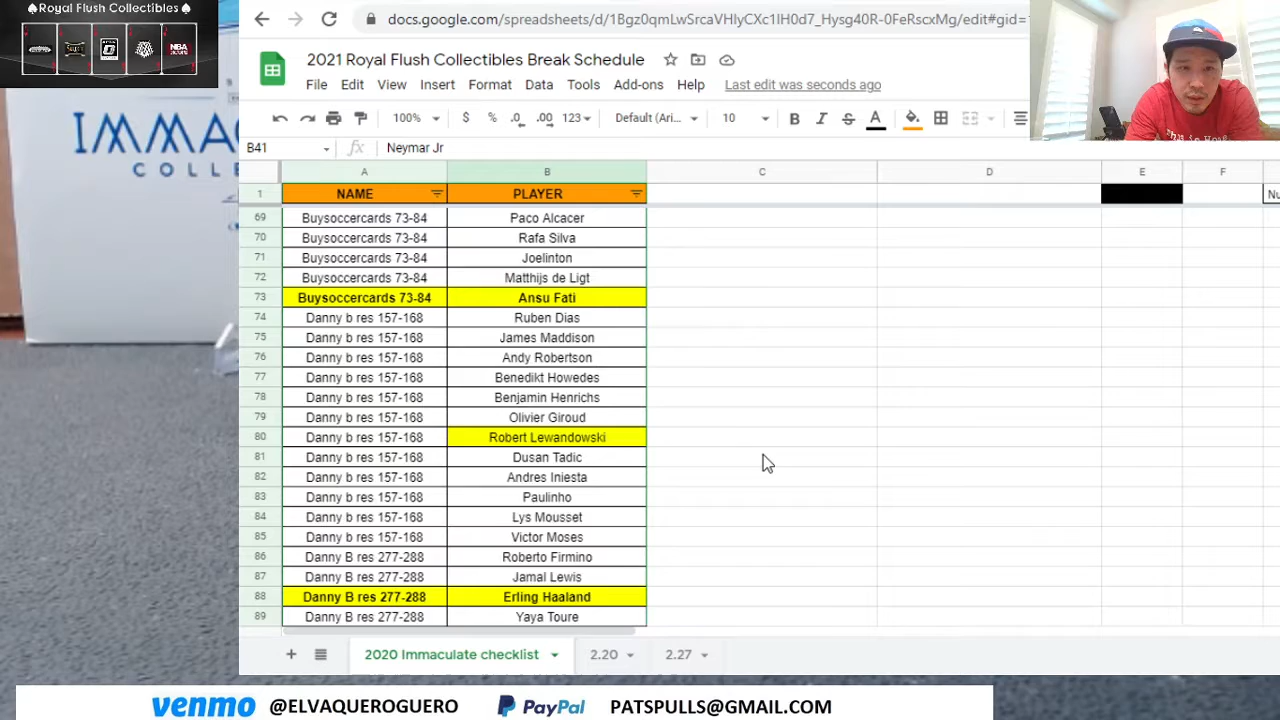 ♠Royal Flush Collectibles♠
SELECT
NBA
IMMAC
COLLE
docs.google.com/spreadsheets/d/
2021 Royal Flush Collectibles Break Schedule
File Edit View Insert Format Data Tools Add-ons Help Last edit was seconds ago
100% $ % .0 .00 123 Default (Ari... 10 B I S A
B41 fx Neymar Jr
A B C D E F
1 NAME PLAYER
69 Buysoccercards 73-84 Paco Alcacer
70 Buysoccercards 73-84 Rafa Silva
71 Buysoccercards 73-84 Joelinton
72 Buysoccercards 73-84 Matthijs de Ligt
73 Buysoccercards 73-84 Ansu Fati
74 Danny b res 157-168 Ruben Dias
75 Danny b res 157-168 James Maddison
76 Danny b res 157-168 Andy Robertson
77 Danny b res 157-168 Benedikt Howedes
78 Danny b res 157-168 Benjamin Henrichs
79 Danny b res 157-168 Olivier Giroud
80 Danny b res 157-168 Robert Lewandowski
81 Danny b res 157-168 Dusan Tadic
82 Danny b res 157-168 Andres Iniesta
83 Danny b res 157-168 Paulinho
84 Danny b res 157-168 Lys Mousset
85 Danny b res 157-168 Victor Moses
86 Danny B res 277-288 Roberto Firmino
87 Danny B res 277-288 Jamal Lewis
88 Danny B res 277-288 Erling Haaland
89 Danny B res 277-288 Yaya Toure
+ 2020 Immaculate checklist 2.20 2.27
venmo @ELVAQUEROGUERO PayPal PATSPULLS@GMAIL.COM